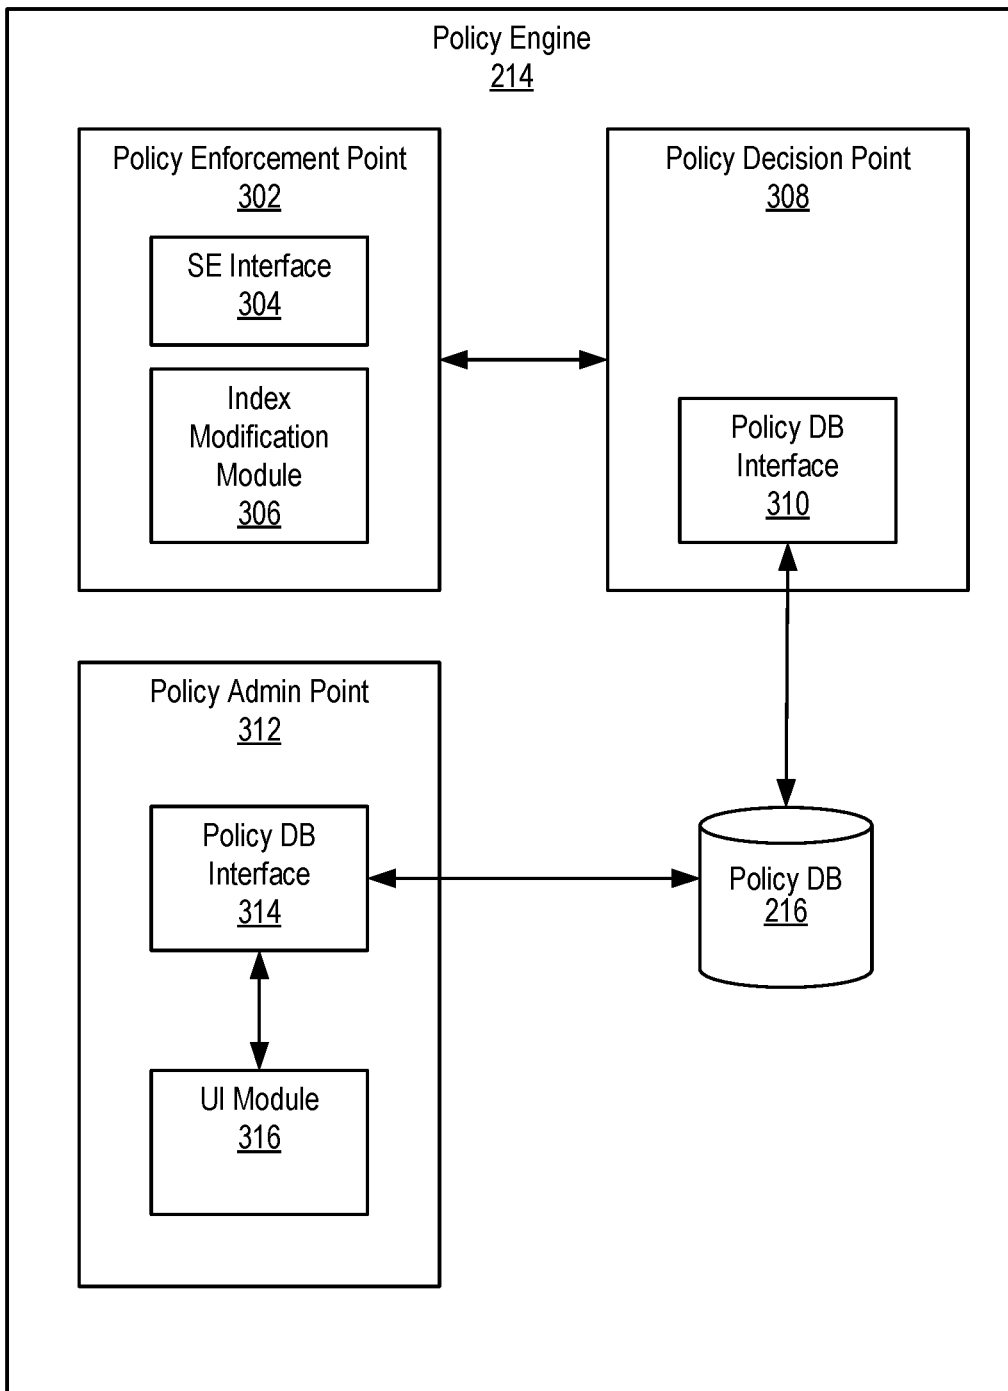 Policy Engine
214
Policy Enforcement Point
302
SE Interface
304
Index
Modification
Module
306
Policy Decision Point
308
Policy DB
Interface
310
Policy Admin Point
312
Policy DB
Interface
314
UI Module
316
Policy DB
216